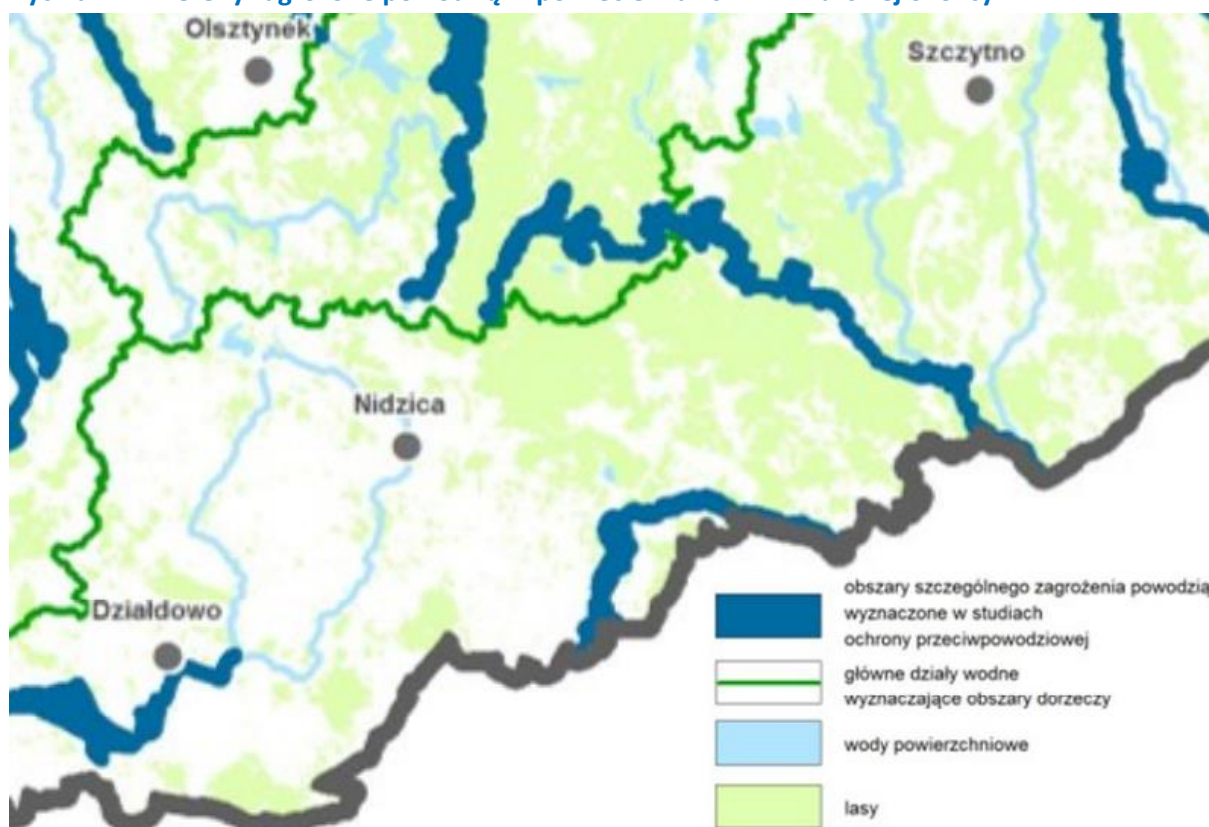 Olsztynek
Szczytno
Nidzica
Działdowo
obszary szczególnego zagrożenia powodzią
wyznaczone w studiach
ochrony przeciwpowodziowej
główne działy wodne
wyznaczające obszary dorzeczy
wody powierzchniowe
lasy